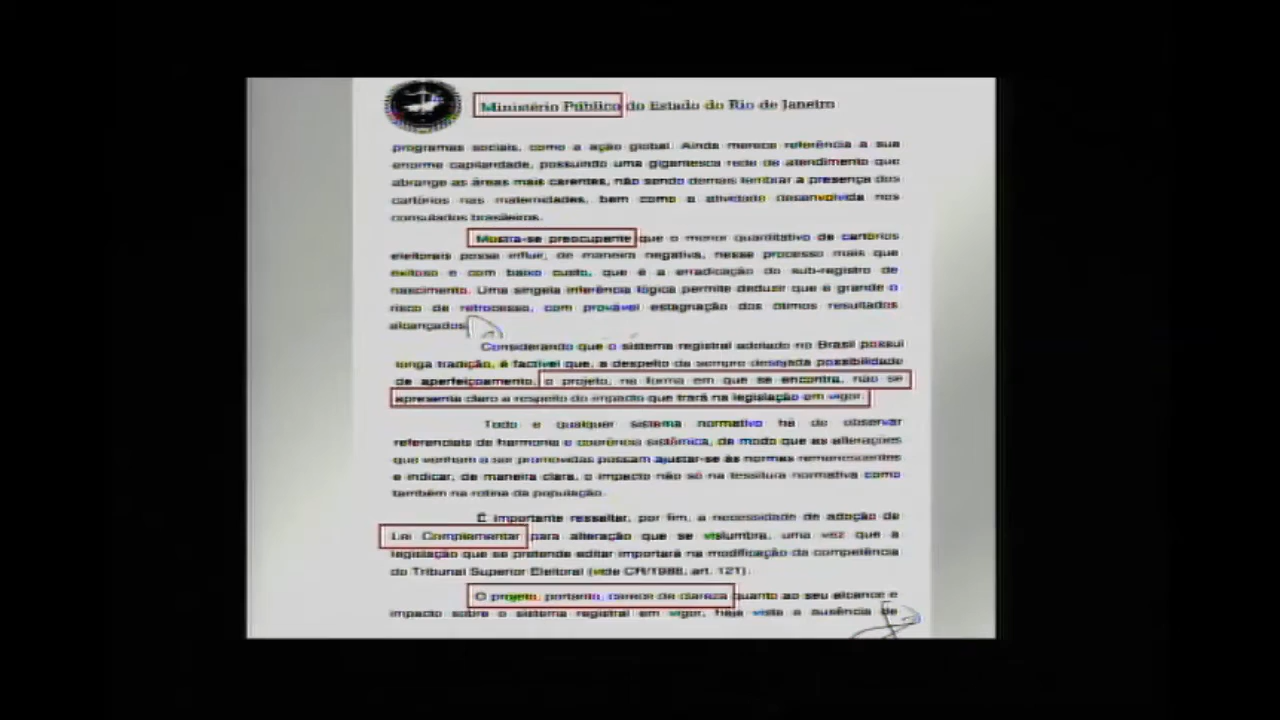 Ministério Público do Estado do Rio de Janeiro
programas sociais, como a ação global. Ainda merece referência a sua
enorme capilaridade, possuindo uma gigantesca rede de atendimento que
abrange as áreas mais carentes, não sendo demais lembrar a presença dos
cartórios nas maternidades, bem como a atividade desenvolvida nos
consulados brasileiros.
Mostra-se preocupante que o menor quantitativo de cartórios
eleitorais possa influir, de maneira negativa, nesse processo mais que
exitoso e com baixo custo, que é a erradicação do sub-registro de
nascimento. Uma singela inferência lógica permite deduzir que é grande o
risco de retrocesso, com provável estagnação dos ótimos resultados
alcançados.
Considerando que o sistema registral adotado no Brasil possui
longa tradição, é factível que, a despeito da sempre desejada possibilidade
de aperfeiçoamento, o projeto, na forma em que se encontra, não se
apresenta claro a respeito do impacto que trará na legislação em vigor.
Todo e qualquer sistema normativo há de observar
referenciais de harmonia e coerência sistêmica, de modo que as alterações
que venham a ser promovidas possam ajustar-se às normas remanescentes
e indicar, de maneira clara, o impacto não só na tessitura normativa como
também na rotina da população.
É importante ressaltar, por fim, a necessidade de adoção de
Lei Complementar para alteração que se vislumbra, uma vez que a
legislação que se pretende editar importará na modificação da competência
do Tribunal Superior Eleitoral (vide CR/1988, art. 121).
O projeto, portanto, carece de clareza quanto ao seu alcance e
impacto sobre o sistema registral em vigor, haja vista a ausência de